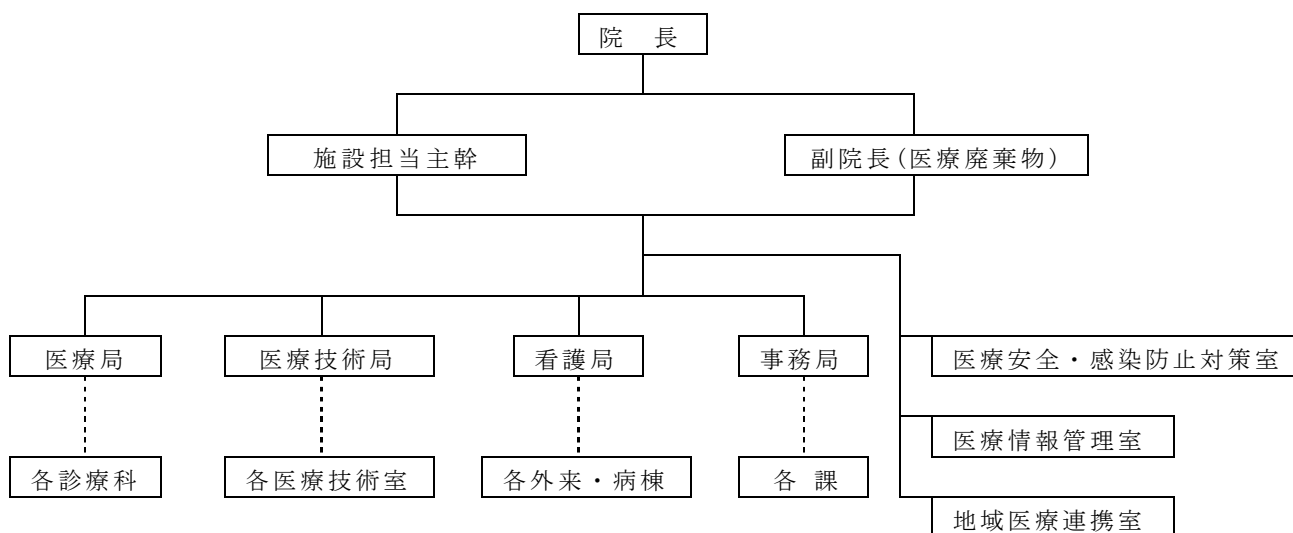 院　長
施設担当主幹
副院長(医療廃棄物)
医療局
医療技術局
看護局
事務局
医療安全・感染防止対策室
医療情報管理室
各診療科
各医療技術室
各外来・病棟
各 課
地域医療連携室